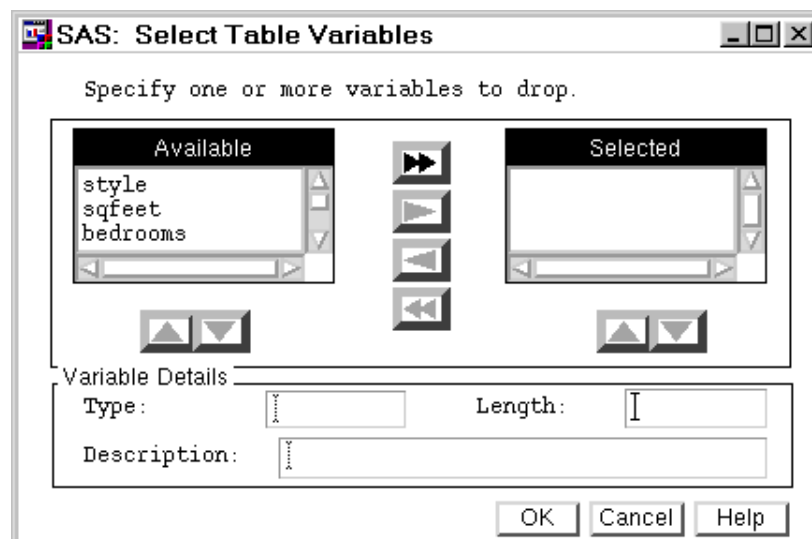 SAS: Select Table Variables
Specify one or more variables to drop.
Available
Selected
style
sqfeet
bedrooms
Variable Details
Type:
Length:
Description:
OK
Cancel
Help